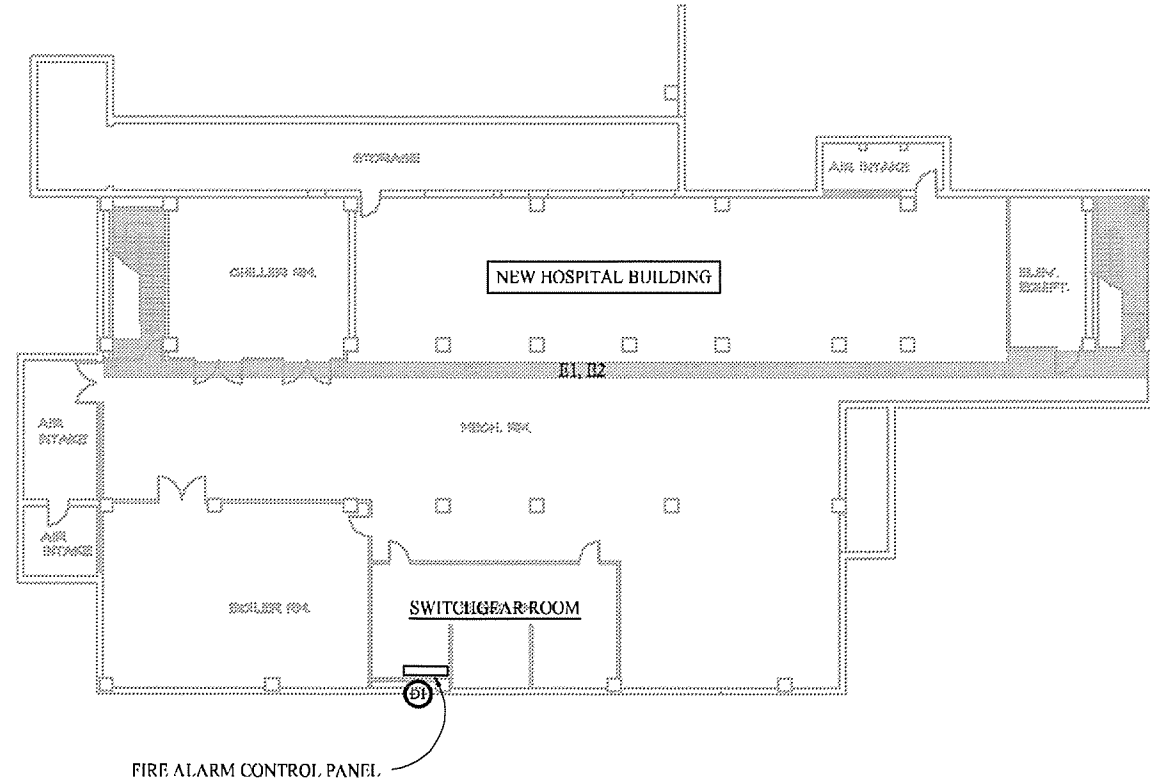 STORAGE
AIR INTAKE
CHILLER RM.
NEW HOSPITAL BUILDING
ELEV.
EQUIPT.
E1, E2
AIR
INTAKE
MECH. RM.
AIR
INTAKE
BOILER RM.
SWITCHGEAR ROOM
D1
FIRE ALARM CONTROL PANEL